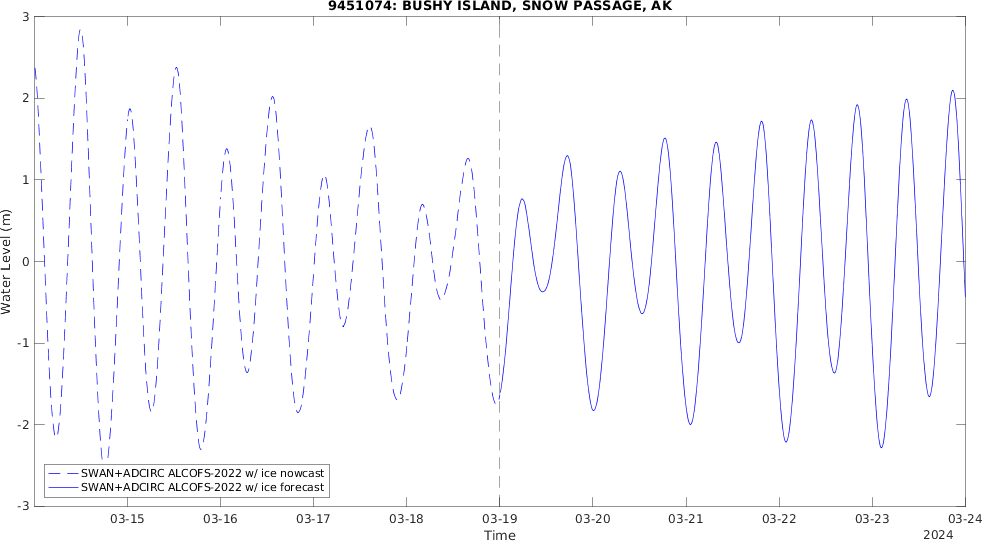 9451074: BUSHY ISLAND, SNOW PASSAGE, AK
3
2
1
0
-1
-2
-3
Water Level (m)
SWAN+ADCIRC ALCOFS-2022 w/ ice nowcast
SWAN+ADCIRC ALCOFS-2022 w/ ice forecast
03-15 03-16 03-17 03-18 03-19 03-20 03-21 03-22 03-23 03-24
Time
2024